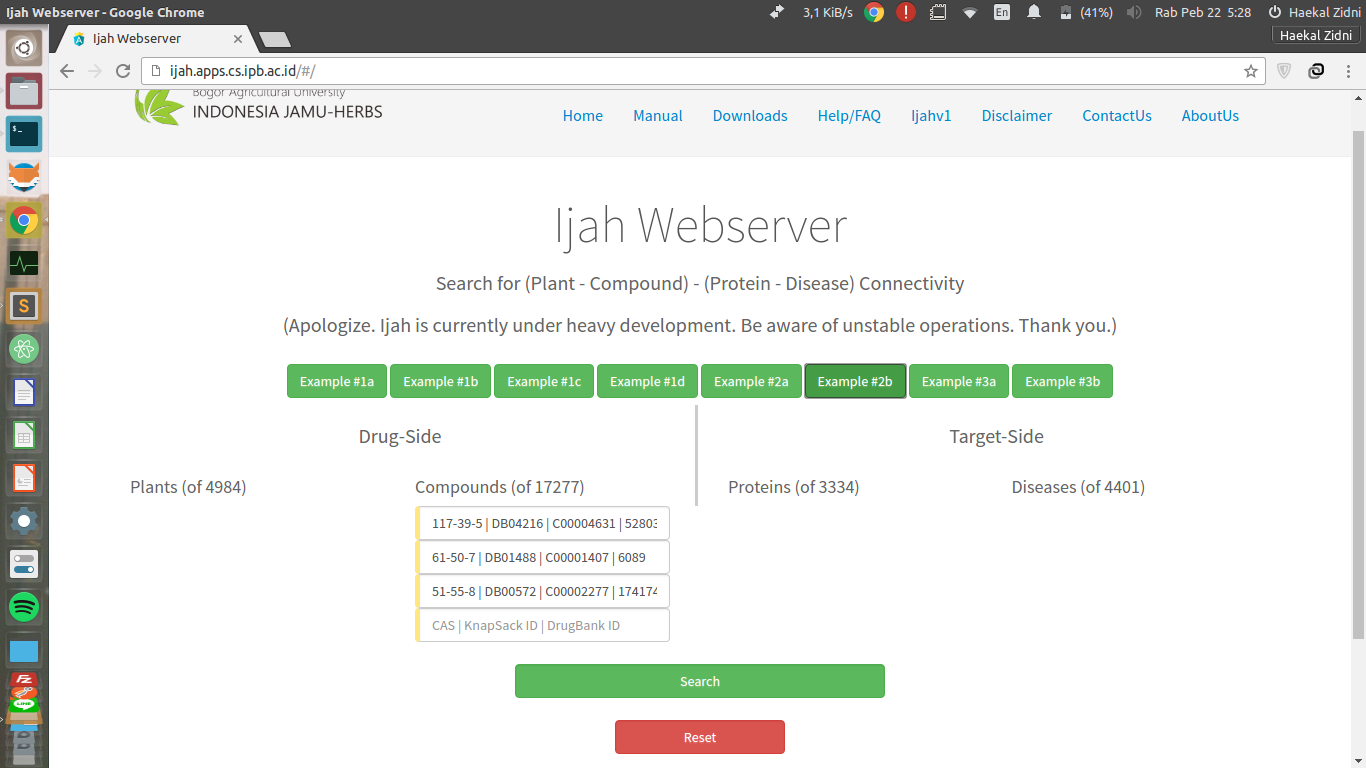 Ijah Webserver - Google Chrome
3,1 KiB/s
En
(41%)
Rab Peb 22 5:28
Haekal Zidni
Ijah Webserver
Haekal Zidni
ijah.apps.cs.ipb.ac.id/#/
Bogor Agricultural University
INDONESIA JAMU-HERBS
Home
Manual
Downloads
Help/FAQ
Ijahv1
Disclaimer
ContactUs
AboutUs
Ijah Webserver
Search for (Plant - Compound) - (Protein - Disease) Connectivity
(Apologize. Ijah is currently under heavy development. Be aware of unstable operations. Thank you.)
Example #1a
Example #1b
Example #1c
Example #1d
Example #2a
Example #2b
Example #3a
Example #3b
Drug-Side
Target-Side
Plants (of 4984)
Compounds (of 17277)
Proteins (of 3334)
Diseases (of 4401)
117-39-5 | DB04216 | C00004631 | 52803
61-50-7 | DB01488 | C00001407 | 6089
51-55-8 | DB00572 | C00002277 | 174174
CAS | KnapSack ID | DrugBank ID
Search
Reset